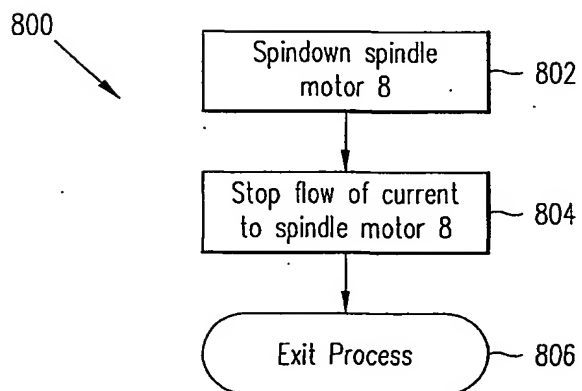 800
Spindown spindle
motor 8
802
Stop flow of current
to spindle motor 8
804
Exit Process
806